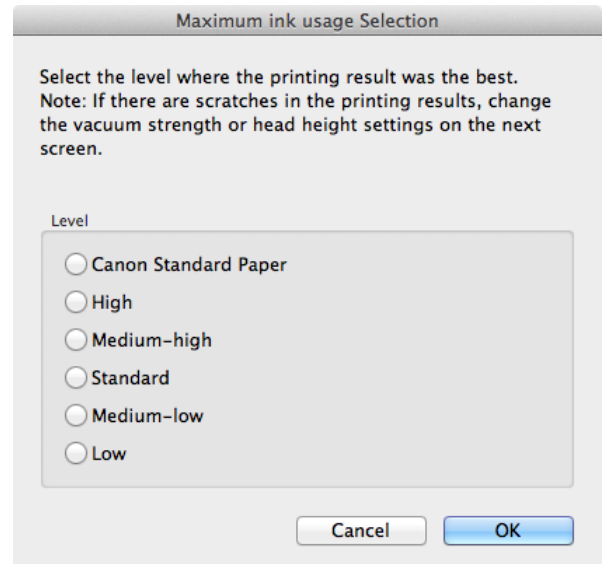 Maximum ink usage Selection
Select the level where the printing result was the best.
Note: If there are scratches in the printing results, change
the vacuum strength or head height settings on the next
screen.
Level
Canon Standard Paper
High
Medium-high
Standard
Medium-low
Low
Cancel
OK